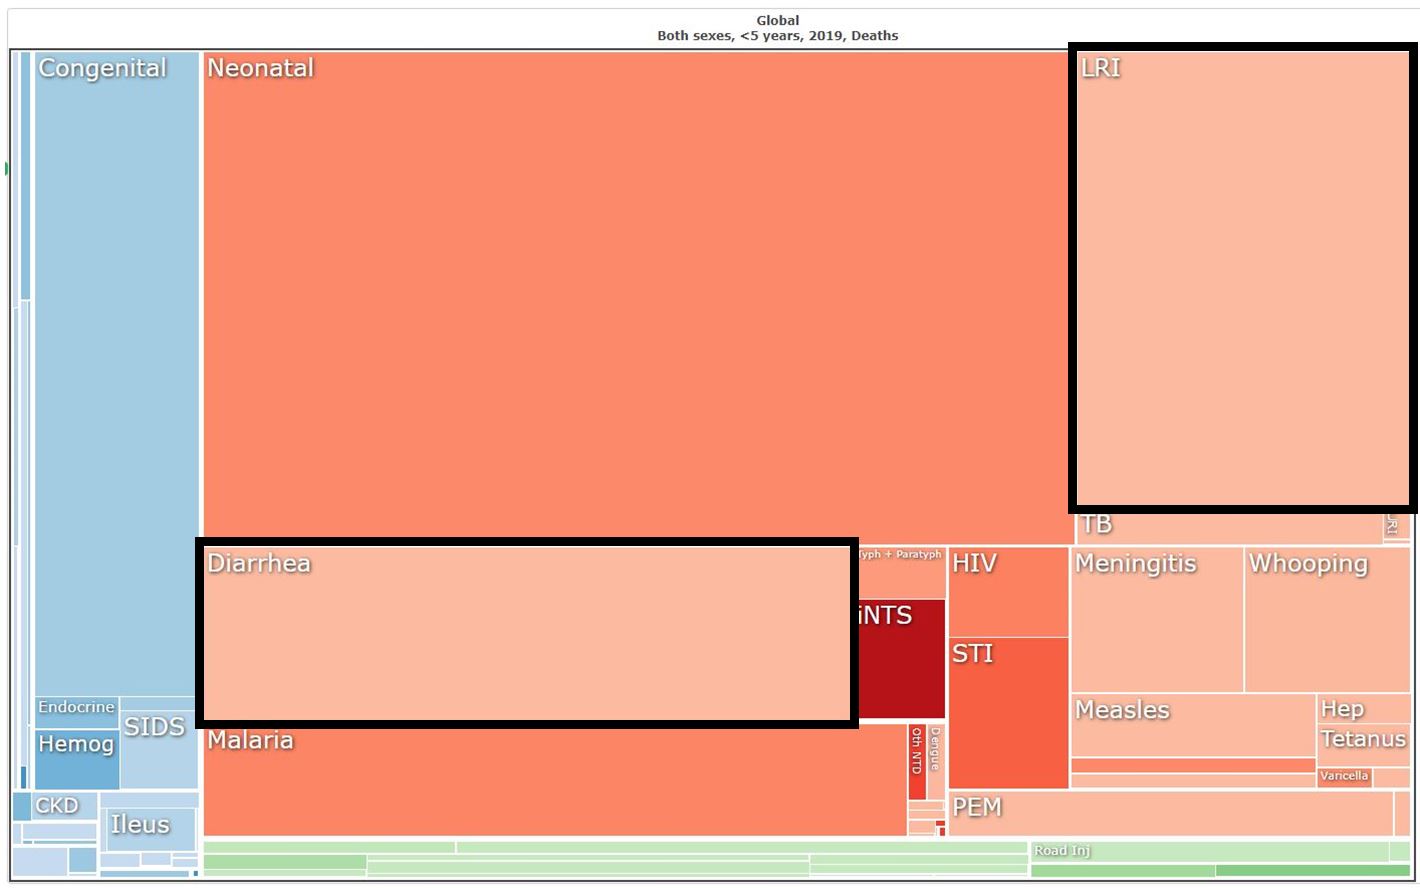 Global
Both sexes, <5 years, 2019, Deaths
Congenital
Neonatal
LRI
TB
URI
Diarrhea
Typh + Paratyph
HIV
Meningitis
Whooping
iNTS
STI
Endocrine
SIDS
Hemog
Malaria
Oth NTD
Dengue
Measles
Hep
Tetanus
Varicella
CKD
Ileus
PEM
Road Inj